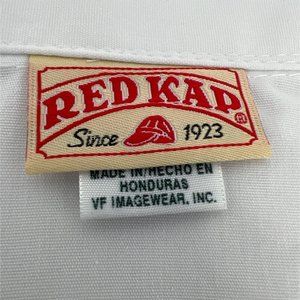 RED KAP®
Since 1923
MADE IN/HECHO EN
HONDURAS
VF IMAGEWEAR, INC.